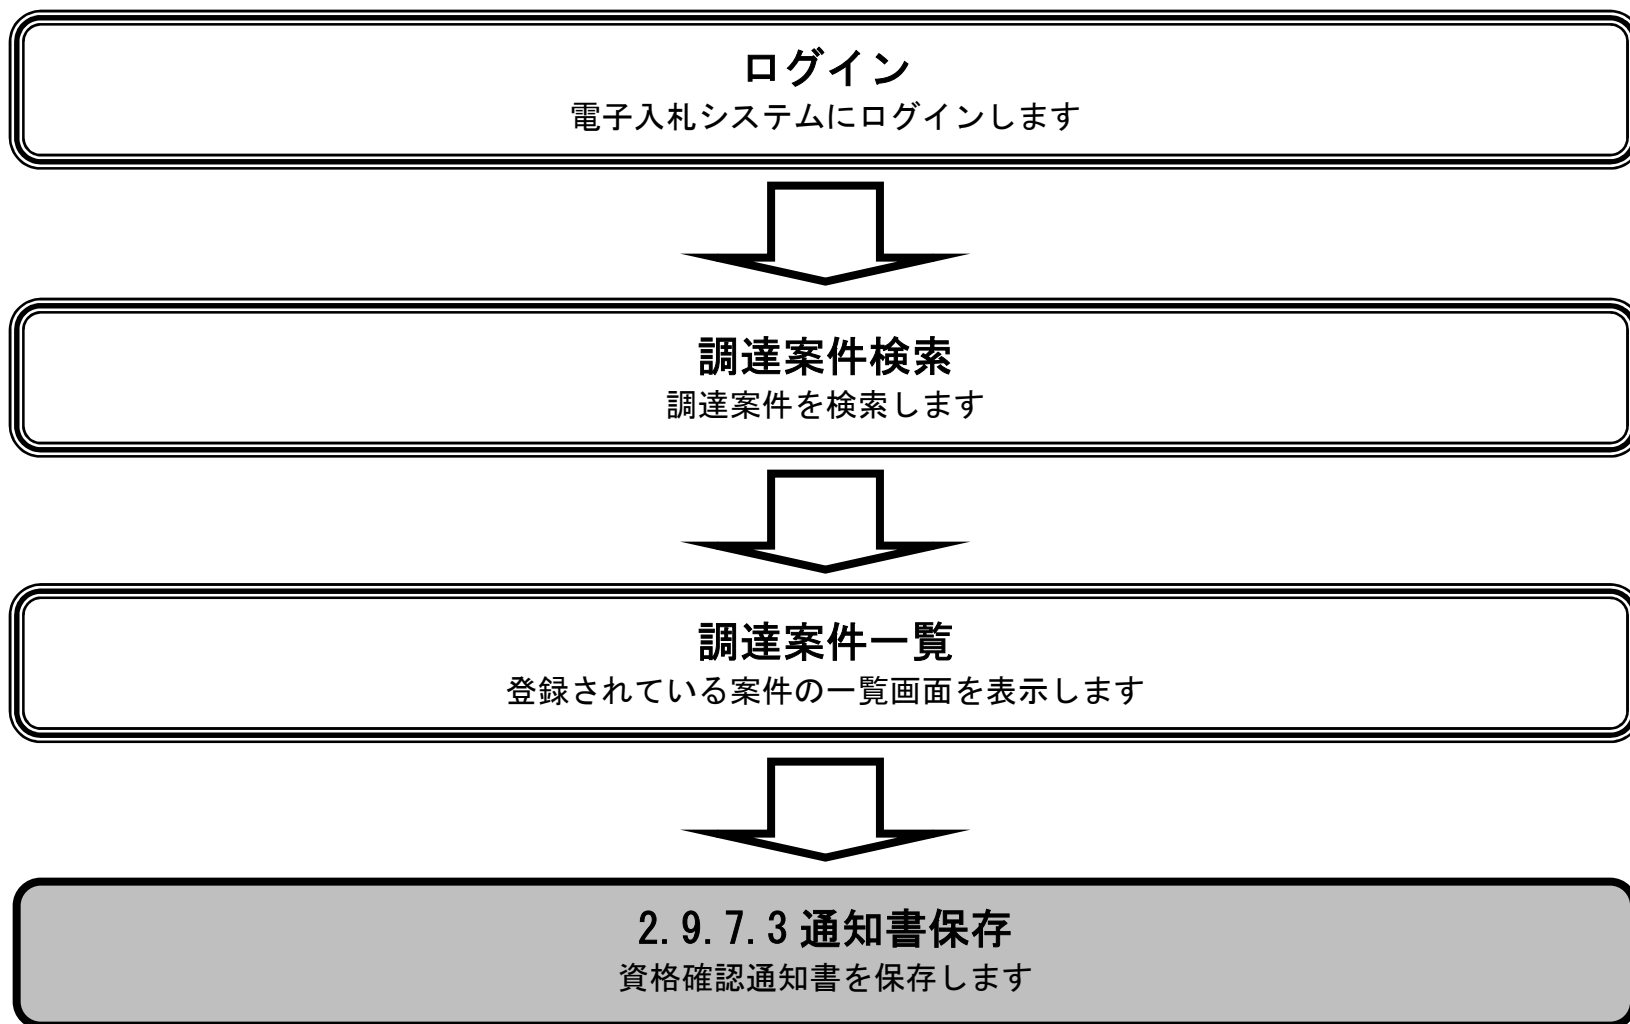 ログイン
電子入札システムにログインします
調達案件検索
調達案件を検索します
調達案件一覧
登録されている案件の一覧画面を表示します
2.9.7.3 通知書保存
資格確認通知書を保存します